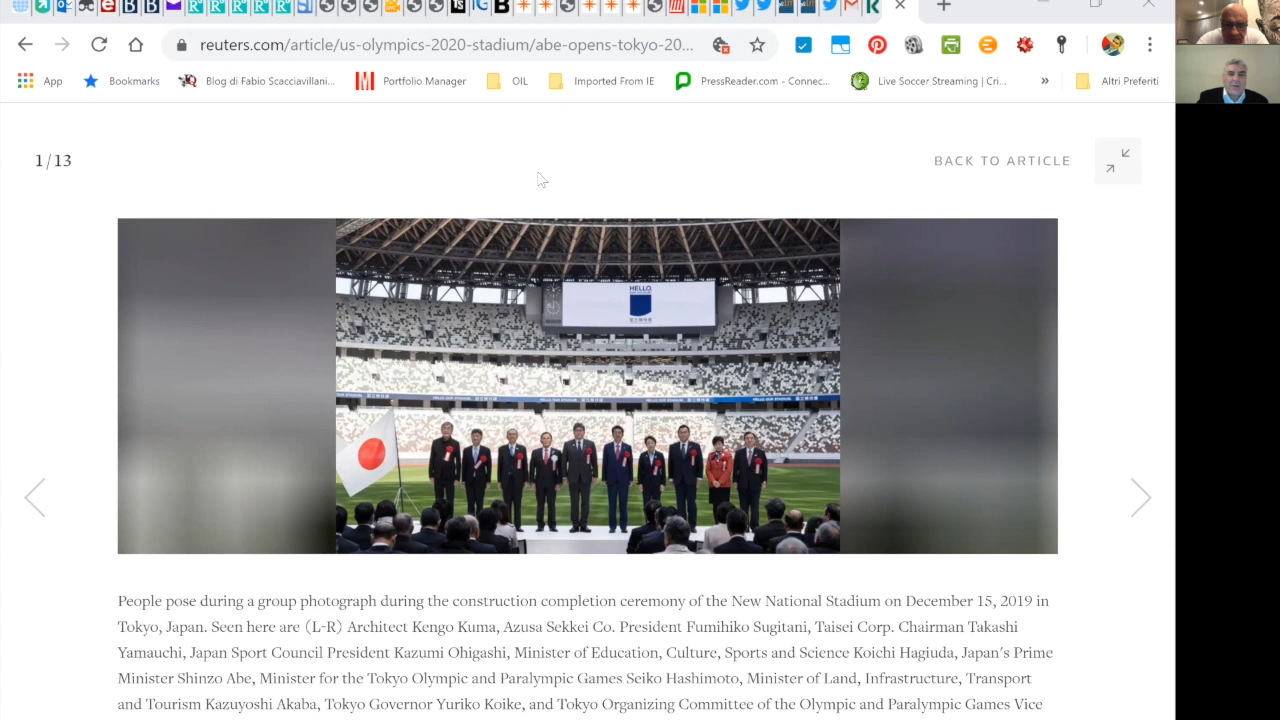 reuters.com/article/us-olympics-2020-stadium/abe-opens-tokyo-20...
App Bookmarks Blog di Fabio Scacciavillani... Portfolio Manager OIL Imported From IE PressReader.com - Connec... Live Soccer Streaming | Cri... » Altri Preferiti
1 / 13
BACK TO ARTICLE
HELLO,
People pose during a group photograph during the construction completion ceremony of the New National Stadium on December 15, 2019 in
Tokyo, Japan. Seen here are (L-R) Architect Kengo Kuma, Azusa Sekkei Co. President Fumihiko Sugitani, Taisei Corp. Chairman Takashi
Yamauchi, Japan Sport Council President Kazumi Ohigashi, Minister of Education, Culture, Sports and Science Koichi Hagiuda, Japan's Prime
Minister Shinzo Abe, Minister for the Tokyo Olympic and Paralympic Games Seiko Hashimoto, Minister of Land, Infrastructure, Transport
and Tourism Kazuyoshi Akaba, Tokyo Governor Yuriko Koike, and Tokyo Organizing Committee of the Olympic and Paralympic Games Vice